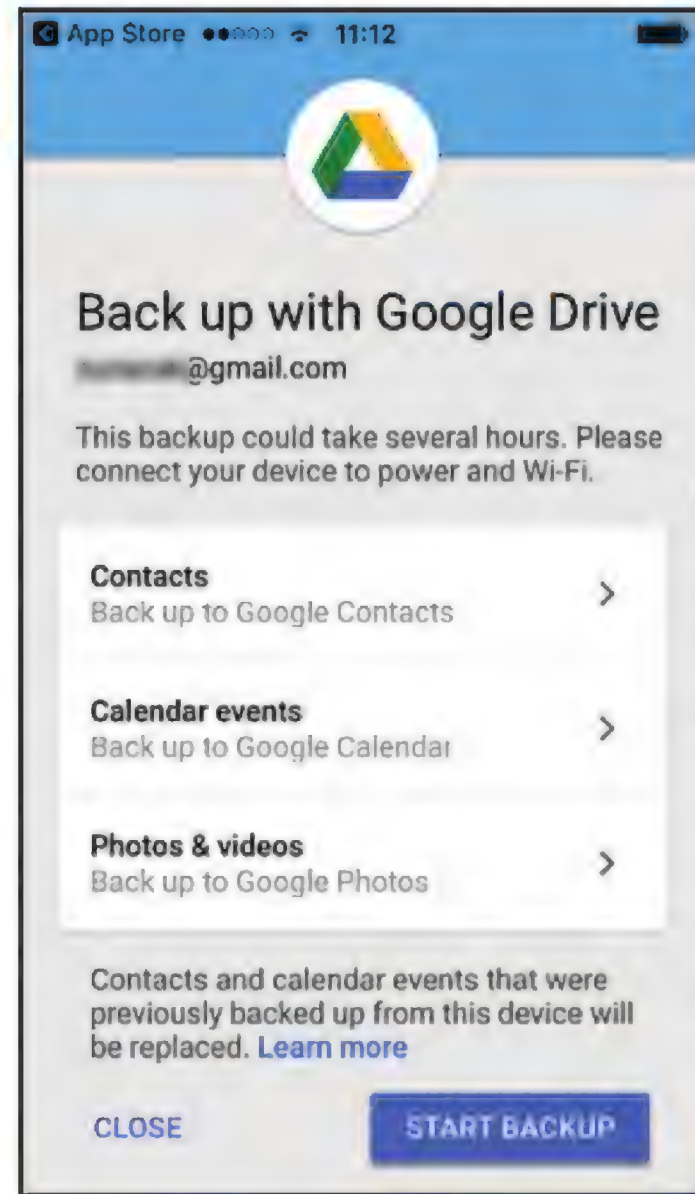 App Store 11:12
Back up with Google Drive
@gmail.com
This backup could take several hours. Please
connect your device to power and Wi-Fi.
Contacts
Back up to Google Contacts
Calendar events
Back up to Google Calendar
Photos & videos
Back up to Google Photos
Contacts and calendar events that were
previously backed up from this device will
be replaced. Learn more
CLOSE START BACKUP